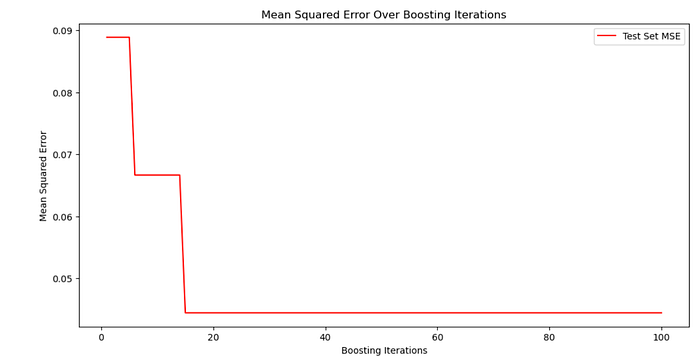 Mean Squared Error Over Boosting Iterations
Test Set MSE
Mean Squared Error
0.09
0.08
0.07
0.06
0.05
0 20 40 60 80 100
Boosting Iterations